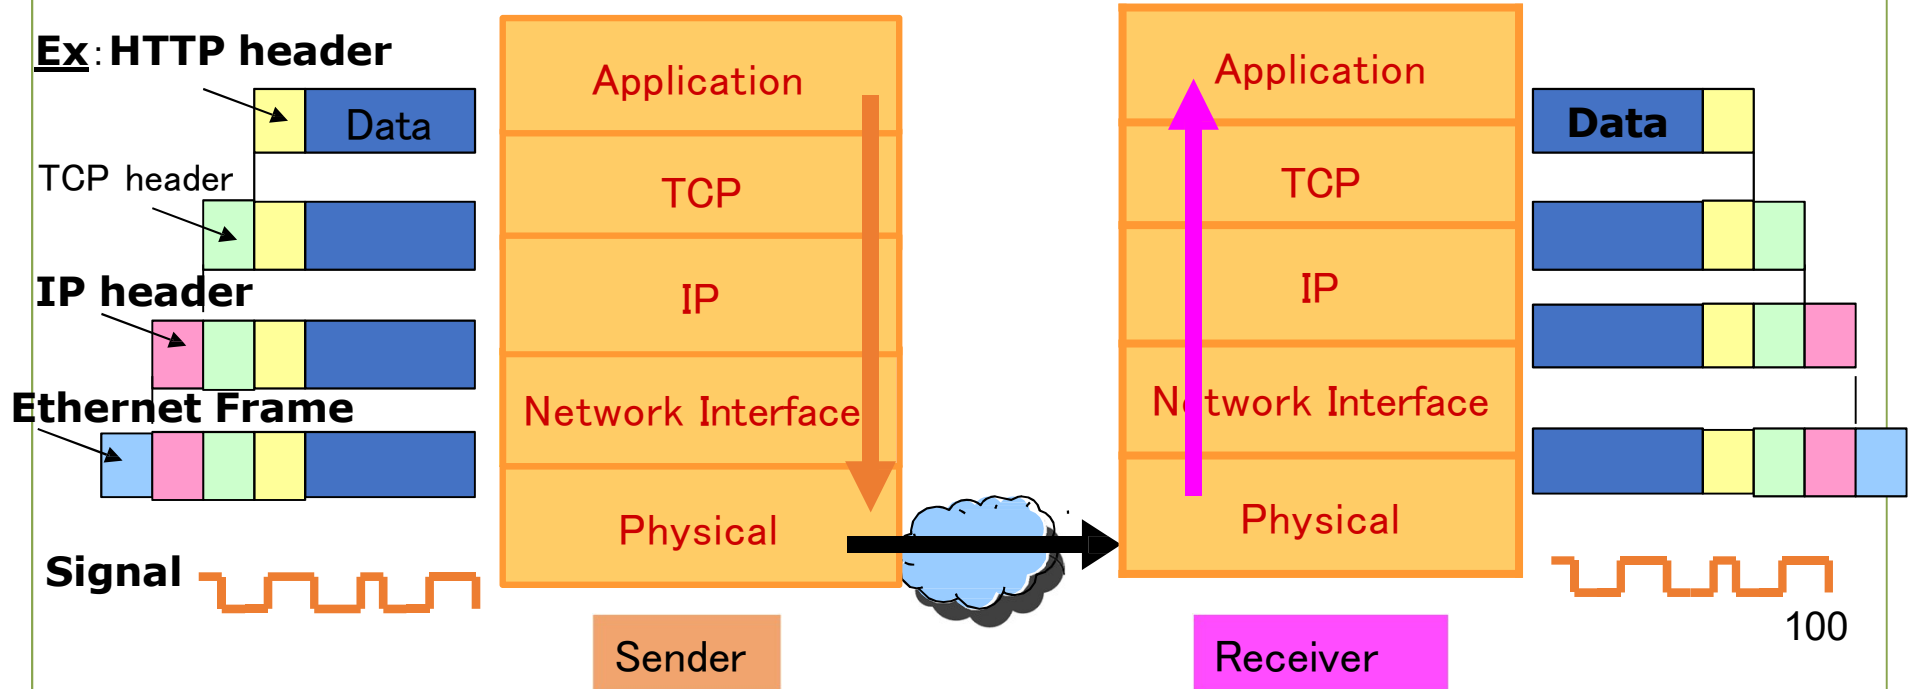 Ex:HTTP header
Data
TCP header
IP header
Ethernet Frame
Signal
Application
TCP
IP
Network Interface
Physical
Sender
Application
TCP
IP
Network Interface
Physical
Receiver
Data
100